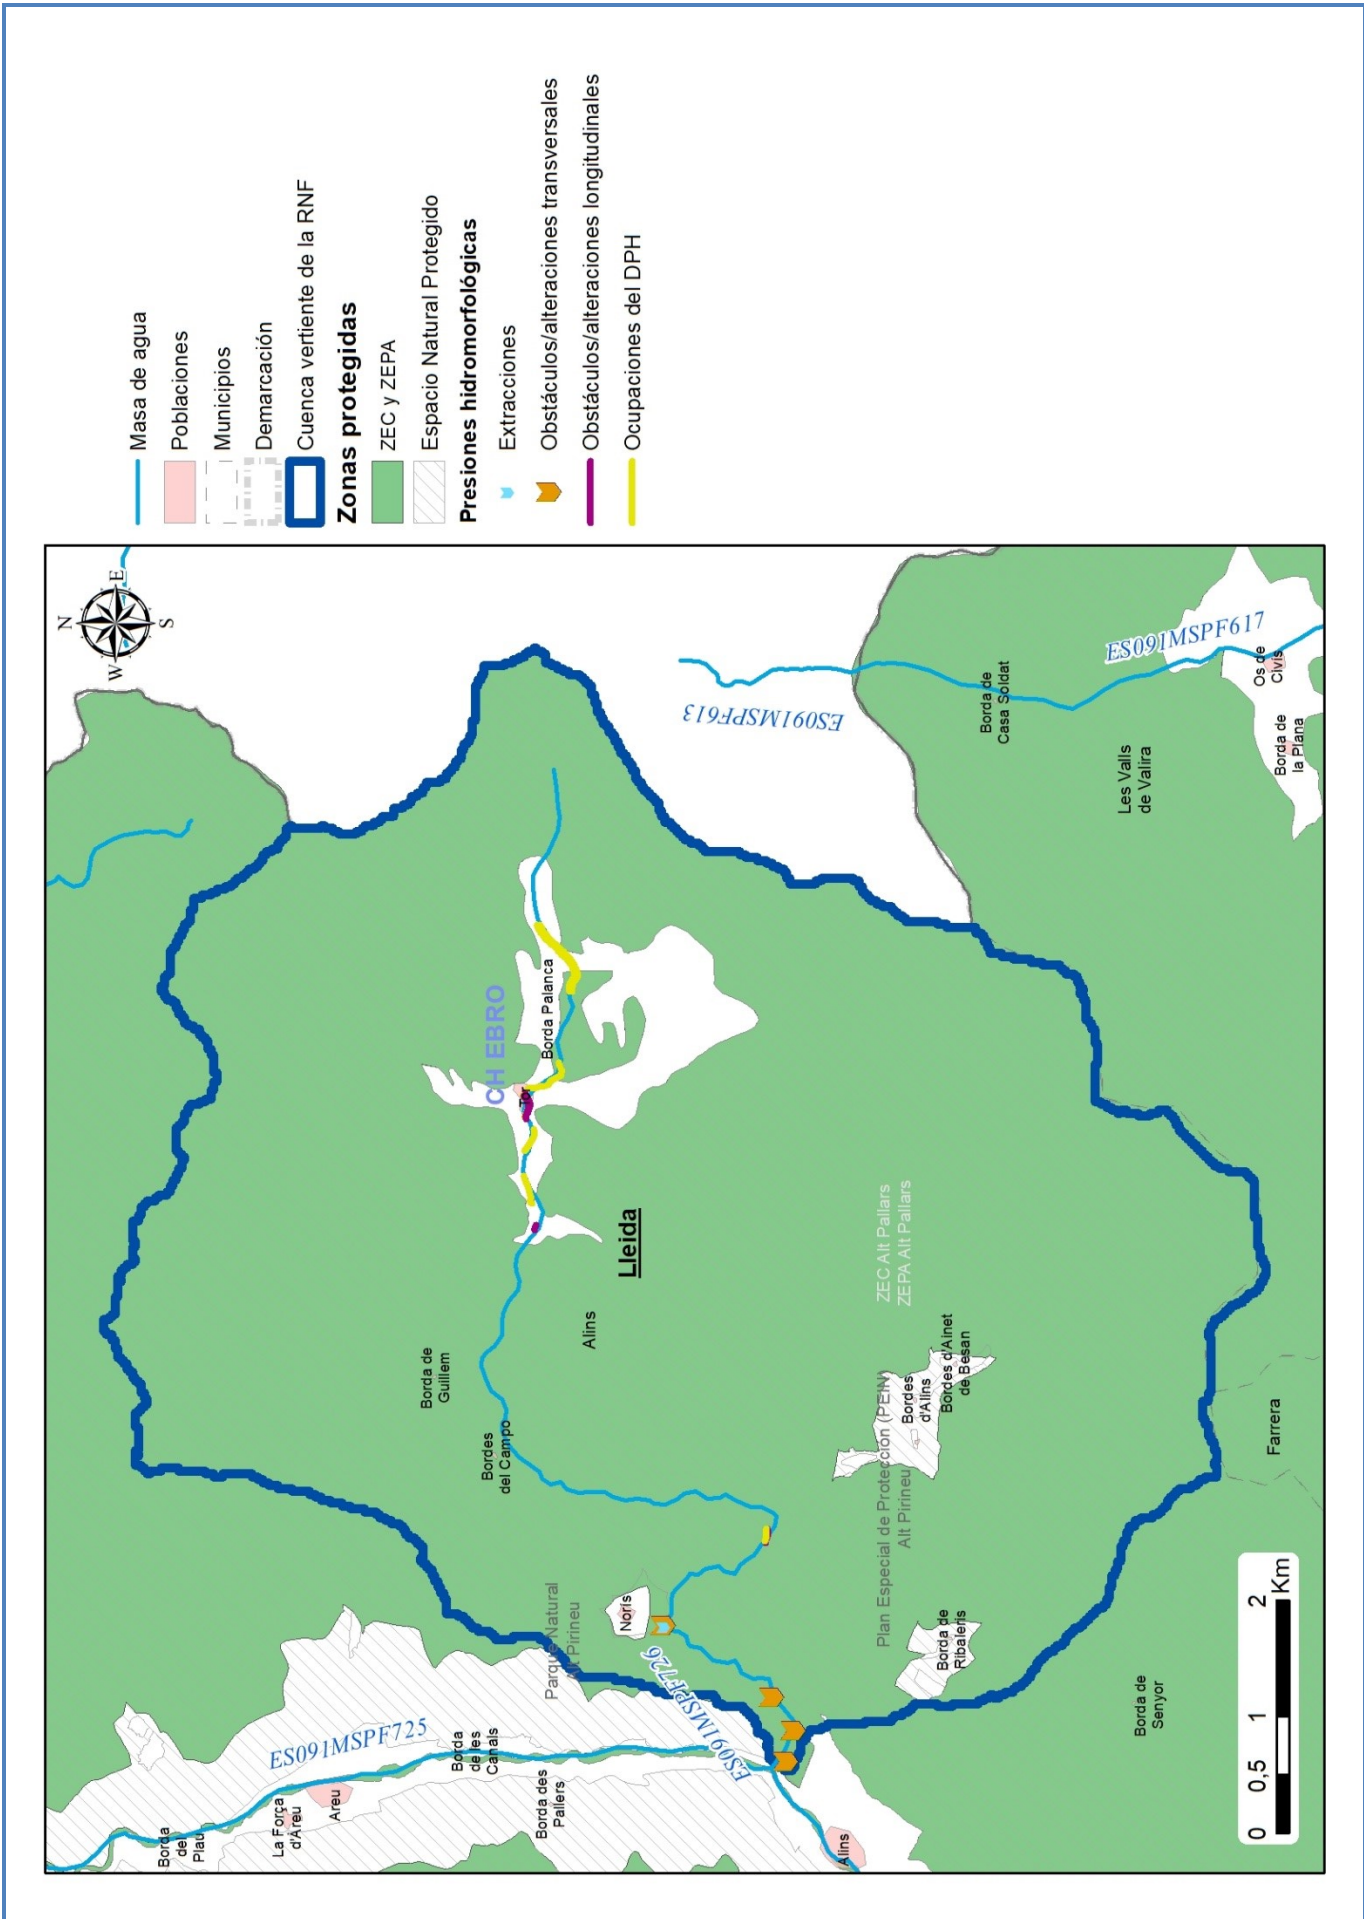 Masa de agua
Poblaciones
Municipios
Demarcación
Cuenca vertiente de la RNF
Zonas protegidas
ZEC y ZEPA
Espacio Natural Protegido
Presiones hidromorfológicas
Extracciones
Obstáculos/alteraciones transversales
Obstáculos/alteraciones longitudinales
Ocupaciones del DPH
N
W
E
S
ES091MSPF725
Borda
del
Plau
La Força
d'Àreu
Àreu
Borda
de les
Canals
Borda des
Pallers
Alins
Parque Natural
Alt Pirineu
ES091MSPF726
Norís
Borda de
Guillem
Bordes
del Campo
Alins
Lleida
CH EBRO
Tor
Borda Palanca
ES091MSPF613
ES091MSPF617
Borda de
Casa Soldat
Les Valls
de Valira
Os de
Civís
Borda de
la Plana
ZEC Alt Pallars
ZEPA Alt Pallars
Plan Especial de Protección (PEIN)
Alt Pirineu
Bordes
d'Alins
Bordes d'Ainet
de Besan
Borda de
Ribaleris
Borda de
Senyor
Farrera
0 0,5 1 2
Km